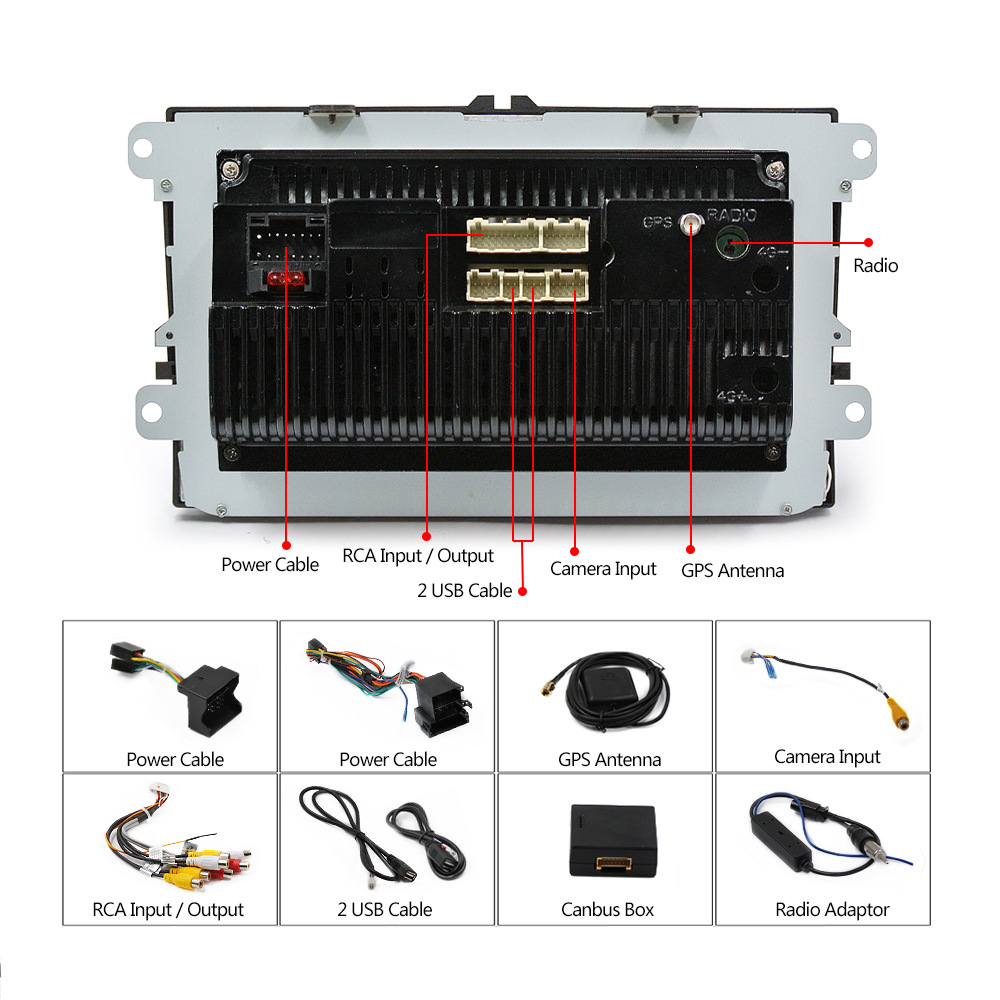 GPS
RADIO
4G-
4G+
Radio
Power Cable
RCA Input / Output
2 USB Cable
Camera Input
GPS Antenna
Power Cable
Power Cable
GPS Antenna
Camera Input
RCA Input / Output
2 USB Cable
Canbus Box
Radio Adaptor